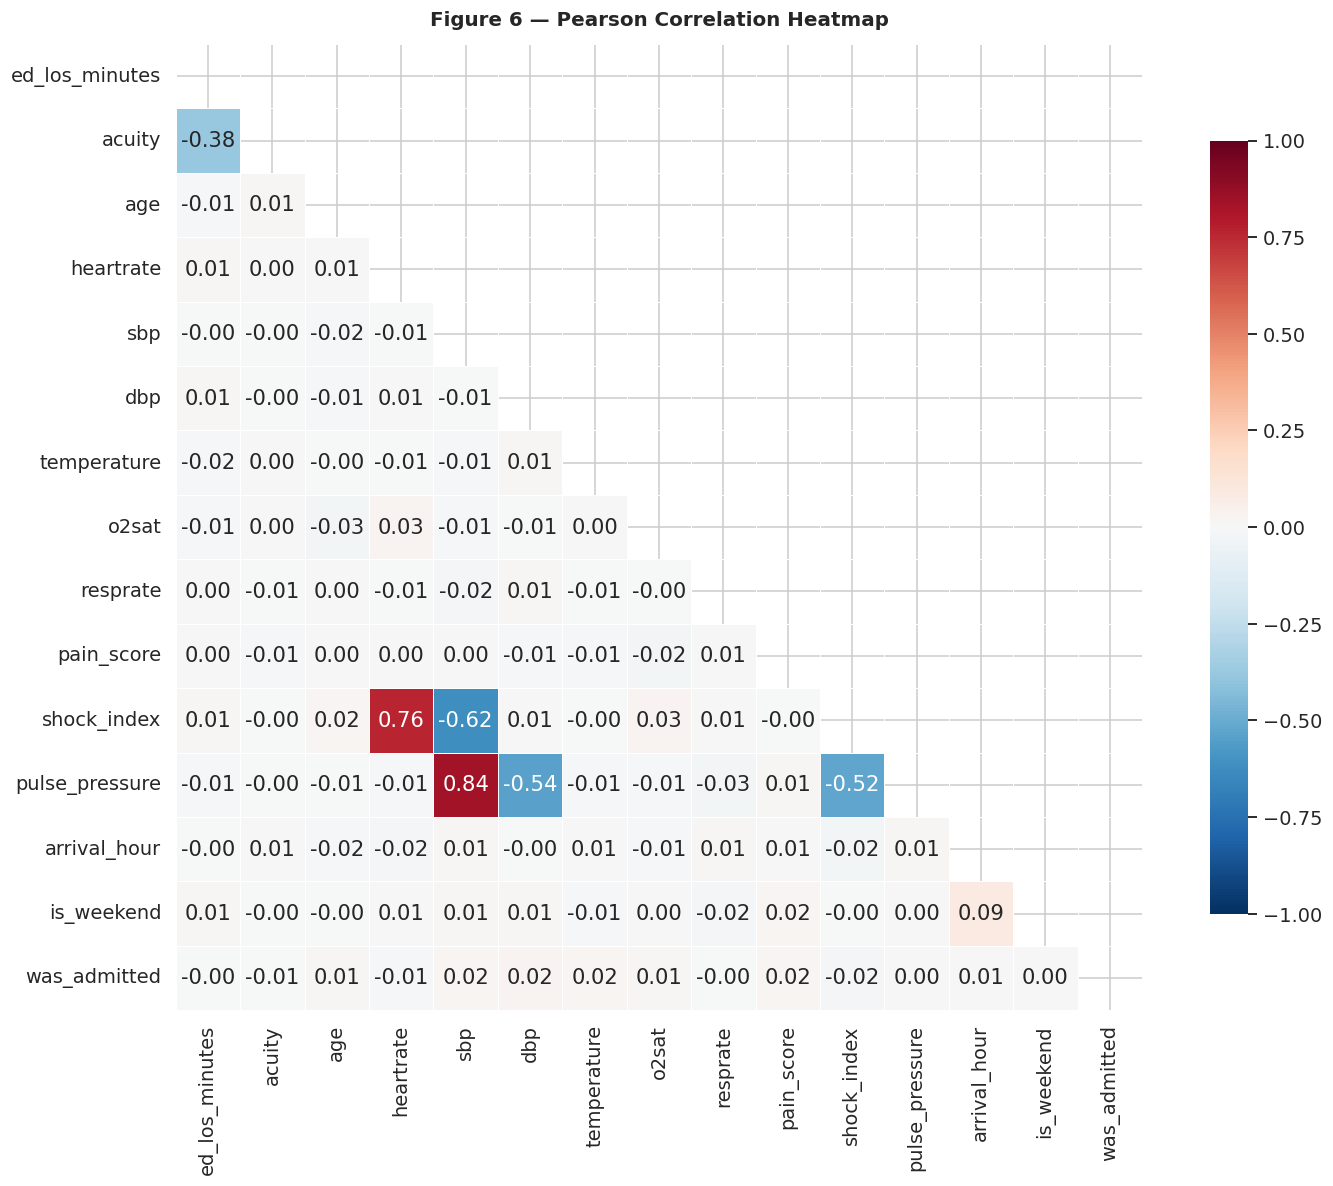 Figure 6 — Pearson Correlation Heatmap
ed_los_minutes
acuity -0.38
age -0.01 0.01
heartrate 0.01 0.00 0.01
sbp -0.00 -0.00 -0.02 -0.01
dbp 0.01 -0.00 -0.01 0.01 -0.01
temperature -0.02 0.00 -0.00 -0.01 -0.01 0.01
o2sat -0.01 0.00 -0.03 0.03 -0.01 -0.01 0.00
resprate 0.00 -0.01 0.00 -0.01 -0.02 0.01 -0.01 -0.00
pain_score 0.00 -0.01 0.00 0.00 0.00 -0.01 -0.01 -0.02 0.01
shock_index 0.01 -0.00 0.02 0.76 -0.62 0.01 -0.00 0.03 0.01 -0.00
pulse_pressure -0.01 -0.00 -0.01 -0.01 0.84 -0.54 -0.01 -0.01 -0.03 0.01 -0.52
arrival_hour -0.00 0.01 -0.02 -0.02 0.01 -0.00 0.01 -0.01 0.01 0.01 -0.02 0.01
is_weekend 0.01 -0.00 -0.00 0.01 0.01 0.01 -0.01 0.00 -0.02 0.02 -0.00 0.00 0.09
was_admitted -0.00 -0.01 0.01 -0.01 0.02 0.02 0.02 0.01 -0.00 0.02 -0.02 0.00 0.01 0.00
ed_los_minutes
acuity
age
heartrate
sbp
dbp
temperature
o2sat
resprate
pain_score
shock_index
pulse_pressure
arrival_hour
is_weekend
was_admitted
1.00
0.75
0.50
0.25
0.00
−0.25
−0.50
−0.75
−1.00